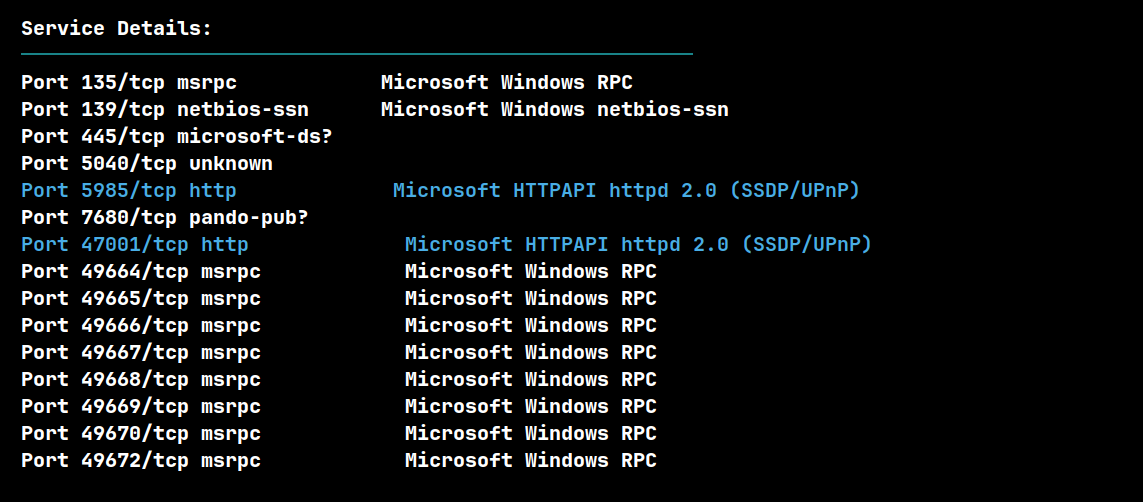 Service Details:
Port 135/tcp msrpc            Microsoft Windows RPC
Port 139/tcp netbios-ssn      Microsoft Windows netbios-ssn
Port 445/tcp microsoft-ds?
Port 5040/tcp unknown
Port 5985/tcp http             Microsoft HTTPAPI httpd 2.0 (SSDP/UPnP)
Port 7680/tcp pando-pub?
Port 47001/tcp http             Microsoft HTTPAPI httpd 2.0 (SSDP/UPnP)
Port 49664/tcp msrpc            Microsoft Windows RPC
Port 49665/tcp msrpc            Microsoft Windows RPC
Port 49666/tcp msrpc            Microsoft Windows RPC
Port 49667/tcp msrpc            Microsoft Windows RPC
Port 49668/tcp msrpc            Microsoft Windows RPC
Port 49669/tcp msrpc            Microsoft Windows RPC
Port 49670/tcp msrpc            Microsoft Windows RPC
Port 49672/tcp msrpc            Microsoft Windows RPC